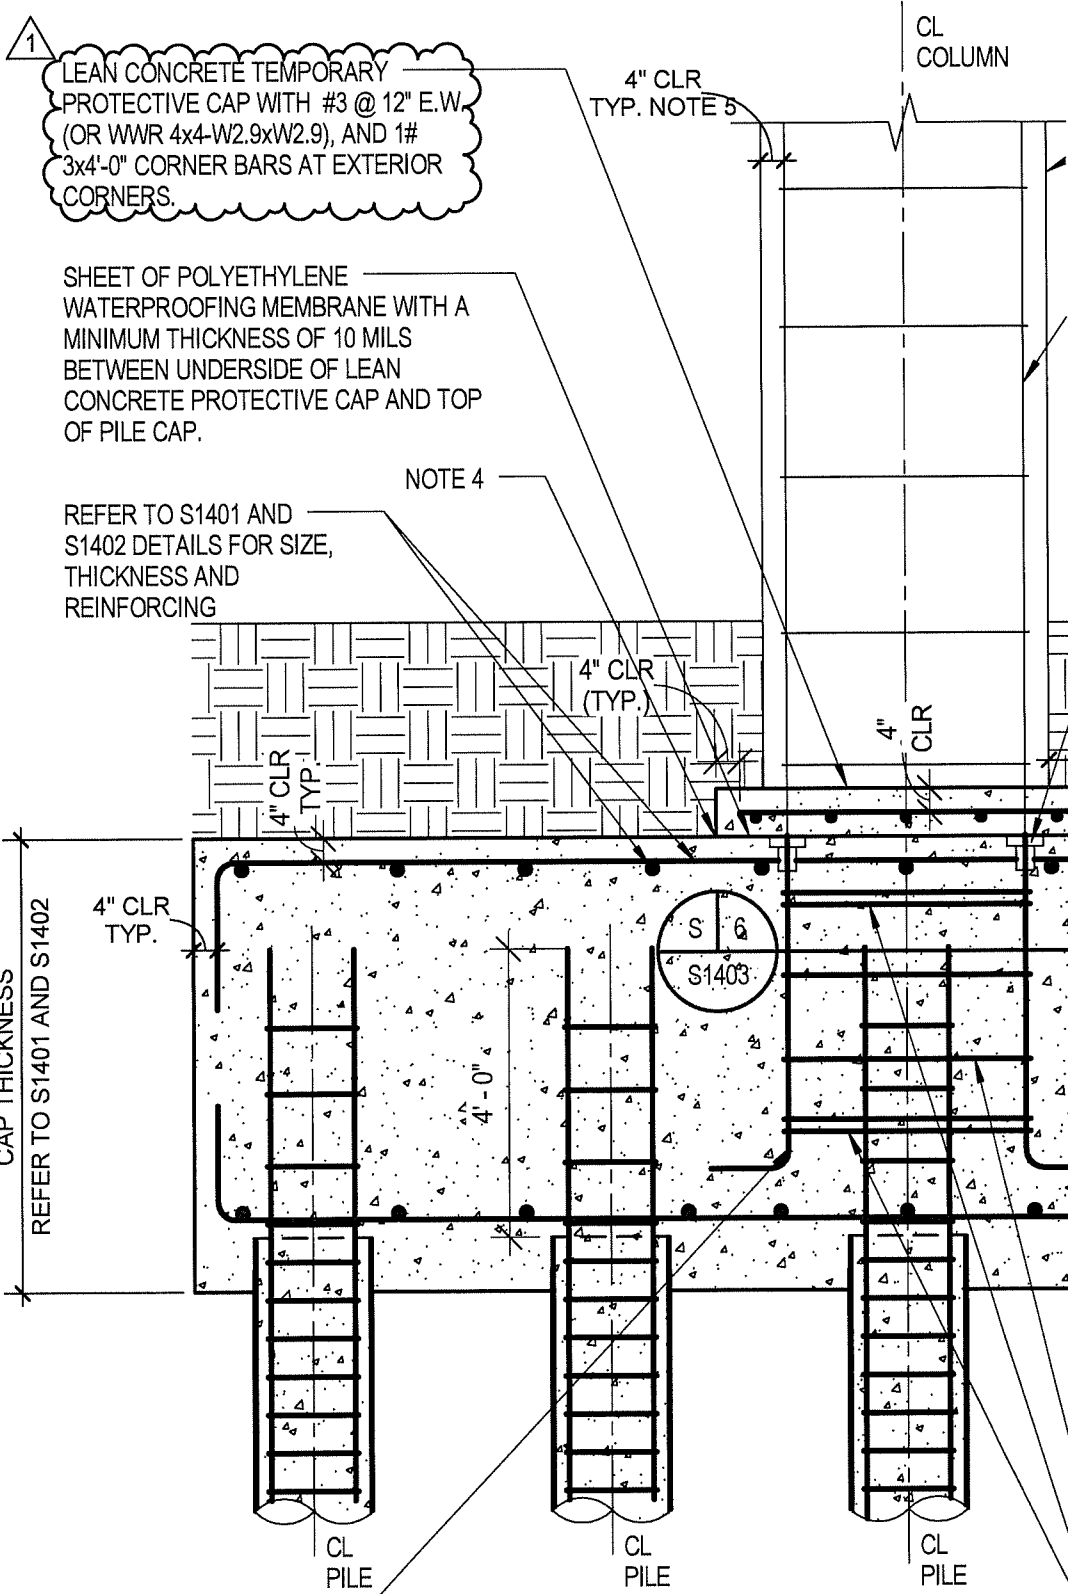 1
LEAN CONCRETE TEMPORARY
PROTECTIVE CAP WITH #3 @ 12" E.W.
(OR WWR 4x4-W2.9xW2.9), AND 1#
3x4'-0" CORNER BARS AT EXTERIOR
CORNERS.
CL
COLUMN
4" CLR
TYP. NOTE 5
SHEET OF POLYETHYLENE
WATERPROOFING MEMBRANE WITH A
MINIMUM THICKNESS OF 10 MILS
BETWEEN UNDERSIDE OF LEAN
CONCRETE PROTECTIVE CAP AND TOP
OF PILE CAP.
NOTE 4
REFER TO S1401 AND
S1402 DETAILS FOR SIZE,
THICKNESS AND
REINFORCING
4" CLR
(TYP.)
4"
CLR
4" CLR
TYP.
4" CLR
TYP.
S 6
S1403
CAP THICKNESS
REFER TO S1401 AND S1402
4'-0"
CL
PILE
CL
PILE
CL
PILE